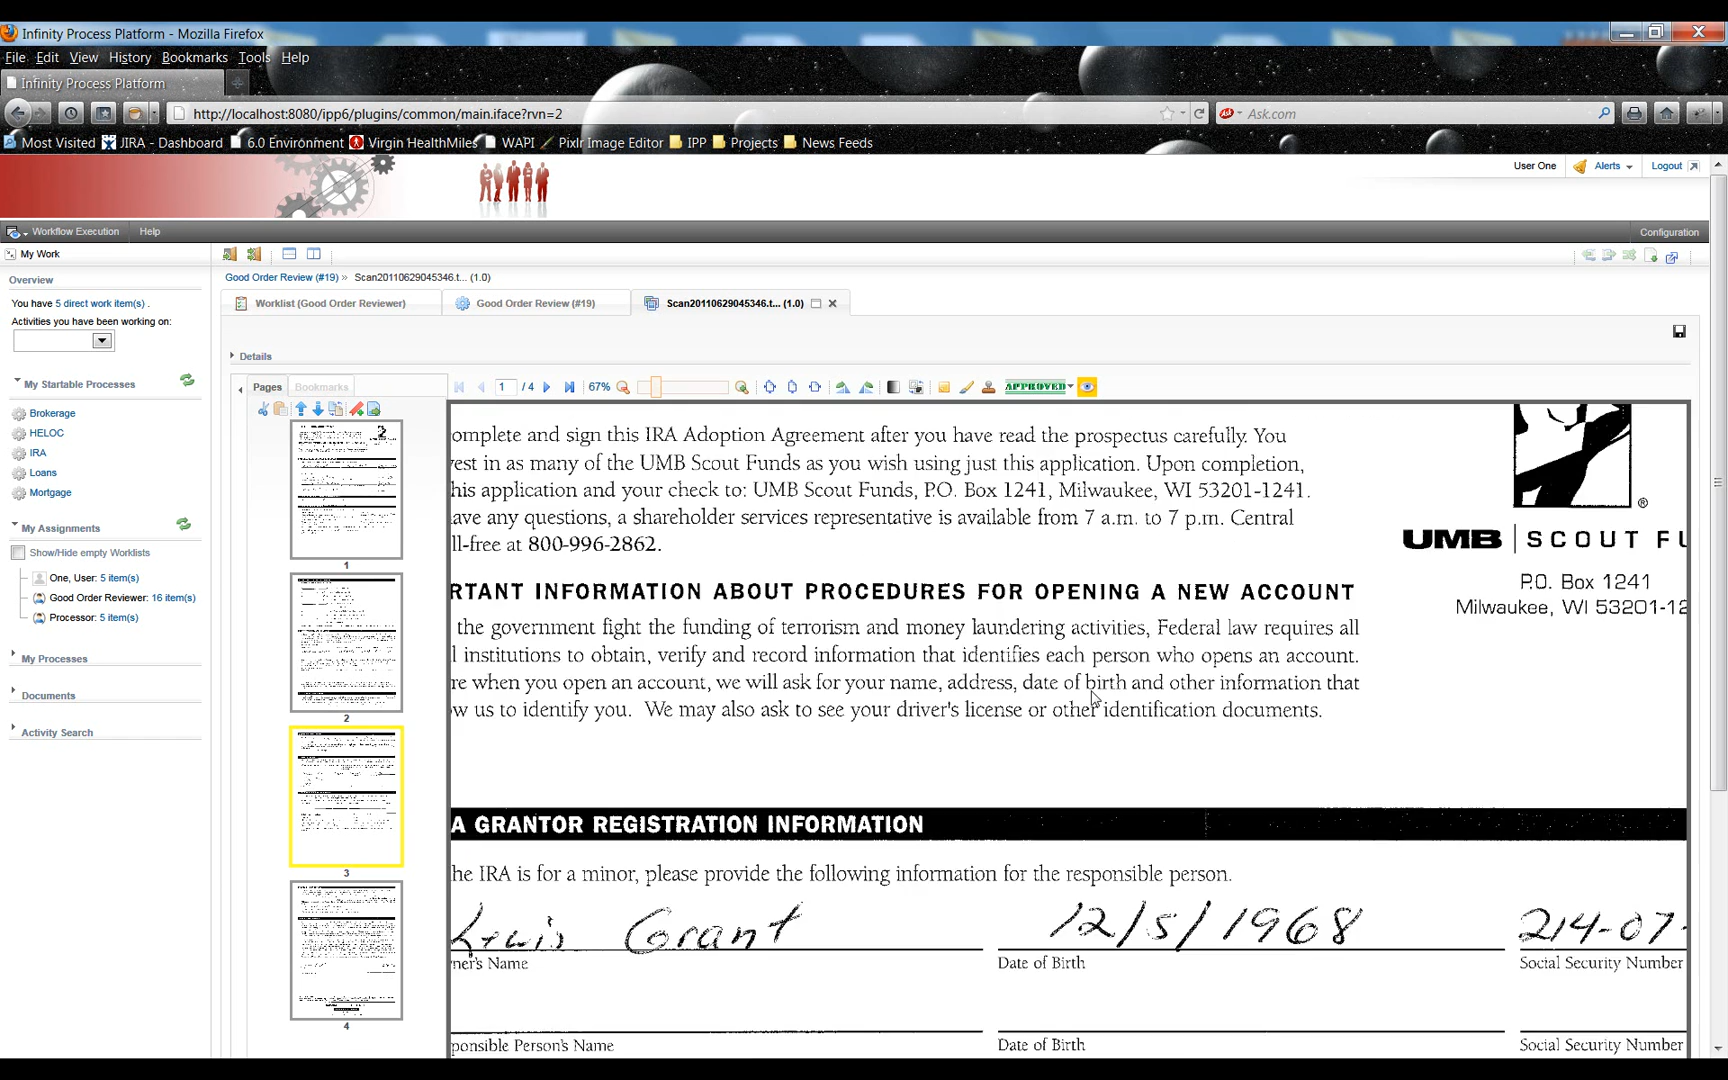 Infinity Process Platform - Mozilla Firefox
File Edit View History Bookmarks Tools Help
Infinity Process Platform
http://localhost:8080/ipp6/plugins/common/main.iface?rvn=2
Ask.com
Most Visited JIRA - Dashboard 6.0 Environment Virgin HealthMiles WAPI Pixlr Image Editor IPP Projects News Feeds
User One Alerts Logout
Workflow Execution Help Configuration
My Work
Good Order Review (#19) » Scan20110629045346.t... (1.0)
Worklist (Good Order Reviewer) Good Order Review (#19) Scan20110629045346.t... (1.0)
Overview
You have 5 direct work item(s) .
Activities you have been working on:
My Startable Processes
Brokerage
HELOC
IRA
Loans
Mortgage
My Assignments
Show/Hide empty Worklists
One, User: 5 item(s)
Good Order Reviewer: 16 item(s)
Processor: 5 item(s)
My Processes
Documents
Activity Search
Details
Pages Bookmarks
1 / 4 67% APPROVED
2
1
2
3
4
omplete and sign this IRA Adoption Agreement after you have read the prospectus carefully. You
est in as many of the UMB Scout Funds as you wish using just this application. Upon completion,
his application and your check to: UMB Scout Funds, P.O. Box 1241, Milwaukee, WI 53201-1241.
ave any questions, a shareholder services representative is available from 7 a.m. to 7 p.m. Central
ll-free at 800-996-2862.
®
UMB | SCOUT FU
P.O. Box 1241
Milwaukee, WI 53201-12
RTANT INFORMATION ABOUT PROCEDURES FOR OPENING A NEW ACCOUNT
the government fight the funding of terrorism and money laundering activities, Federal law requires all
l institutions to obtain, verify and record information that identifies each person who opens an account.
re when you open an account, we will ask for your name, address, date of birth and other information that
w us to identify you. We may also ask to see your driver's license or other identification documents.
A GRANTOR REGISTRATION INFORMATION
he IRA is for a minor, please provide the following information for the responsible person.
Lewis Grant 12/5/1968 214-07-
ner's Name Date of Birth Social Security Number
ponsible Person's Name Date of Birth Social Security Number